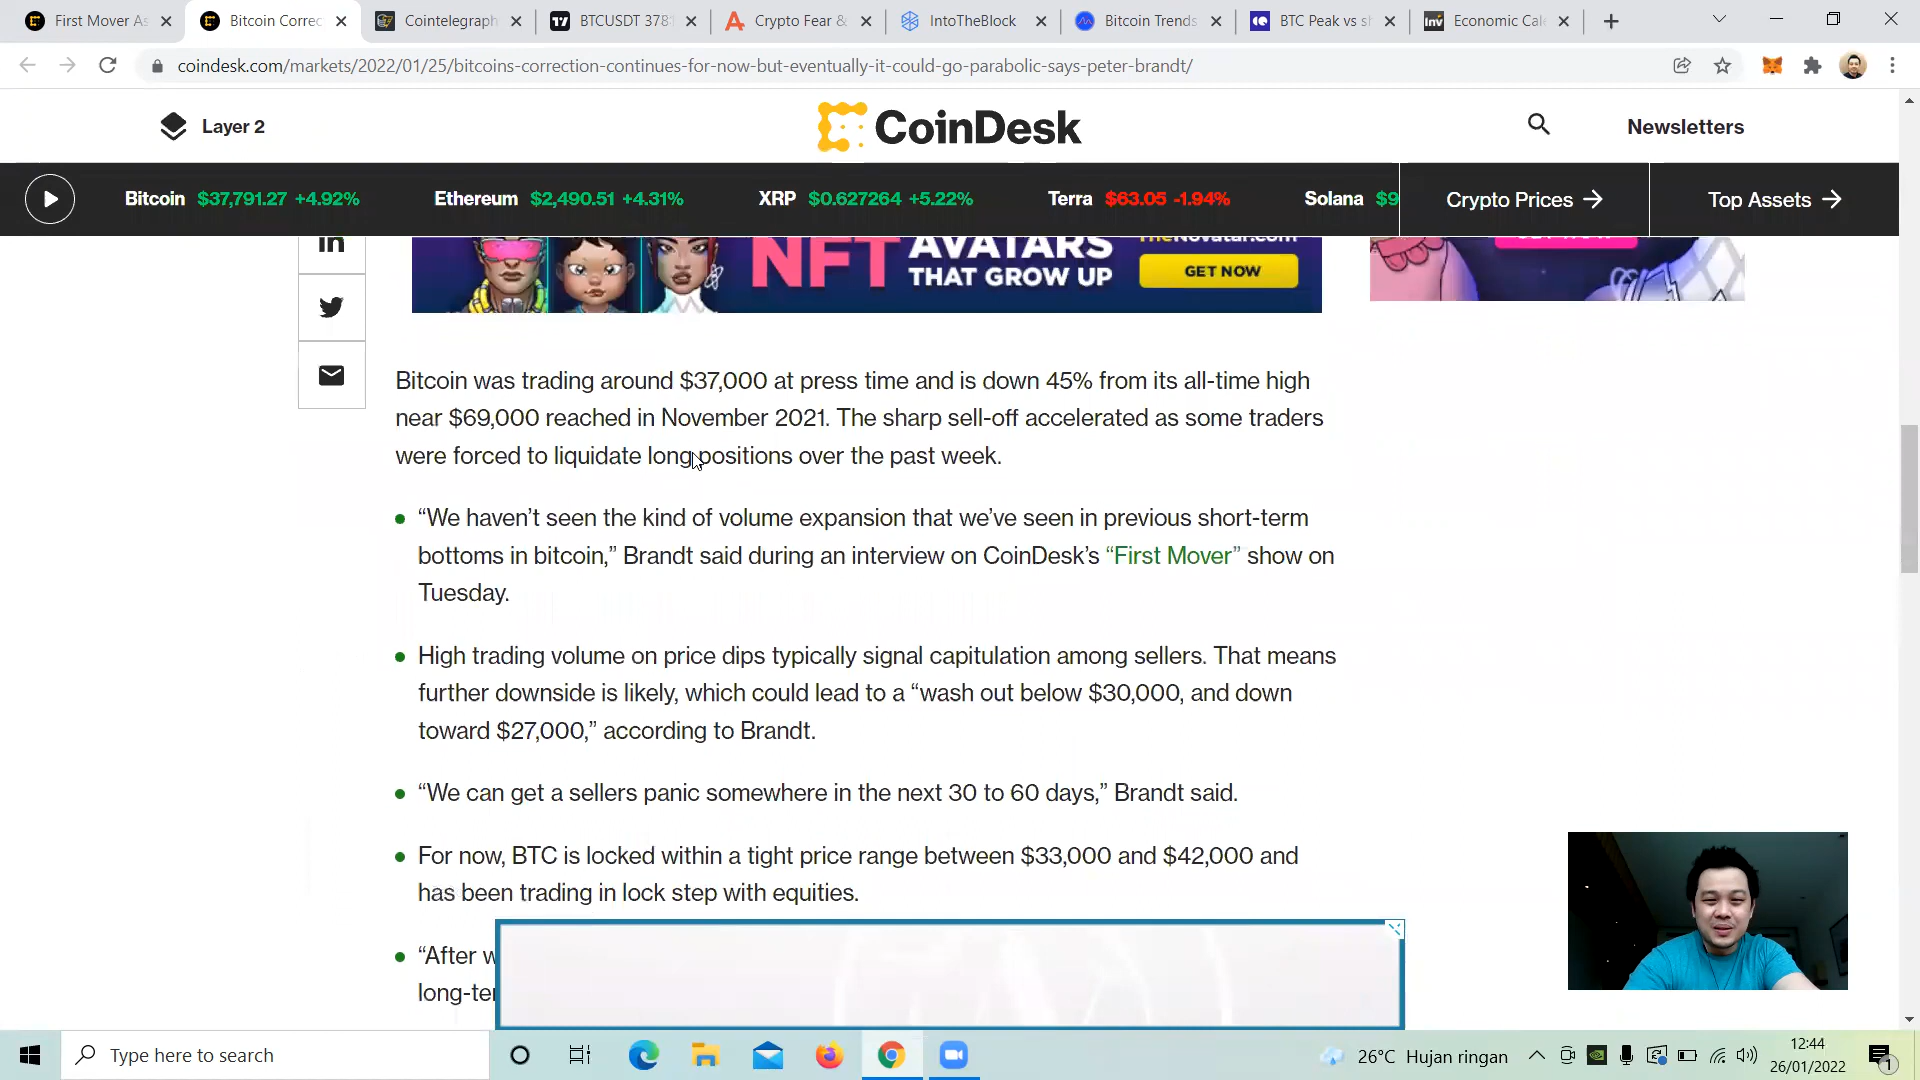 First Mover As
Bitcoin Correc
Cointelegraph
BTCUSDT 378
Crypto Fear &
IntoTheBlock
Bitcoin Trends
BTC Peak vs s
Economic Cal
coindesk.com/markets/2022/01/25/bitcoins-correction-continues-for-now-but-eventually-it-could-go-parabolic-says-peter-brandt/
Layer 2
CoinDesk
Newsletters
Bitcoin $37,791.27 +4.92%
Ethereum $2,490.51 +4.31%
XRP $0.627264 +5.22%
Terra $63.05 -1.94%
Solana $9
Crypto Prices →
Top Assets →
NFT AVATARS
THAT GROW UP
GET NOW
Bitcoin was trading around $37,000 at press time and is down 45% from its all-time high
near $69,000 reached in November 2021. The sharp sell-off accelerated as some traders
were forced to liquidate long positions over the past week.
• “We haven’t seen the kind of volume expansion that we’ve seen in previous short-term
bottoms in bitcoin,” Brandt said during an interview on CoinDesk’s “First Mover” show on
Tuesday.
• High trading volume on price dips typically signal capitulation among sellers. That means
further downside is likely, which could lead to a “wash out below $30,000, and down
toward $27,000,” according to Brandt.
• “We can get a sellers panic somewhere in the next 30 to 60 days,” Brandt said.
• For now, BTC is locked within a tight price range between $33,000 and $42,000 and
has been trading in lock step with equities.
• “After w
long-ter
Type here to search
26°C Hujan ringan
12:44
26/01/2022
1